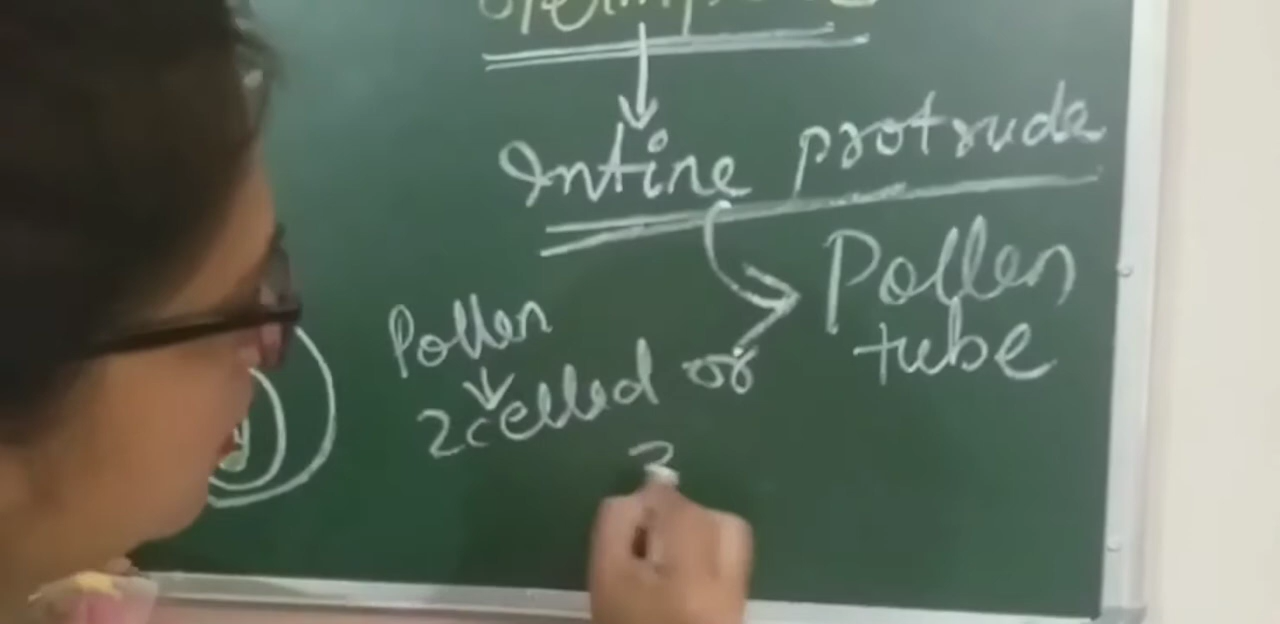 Intine protrude
Pollen tube
Pollen
2celled or
3